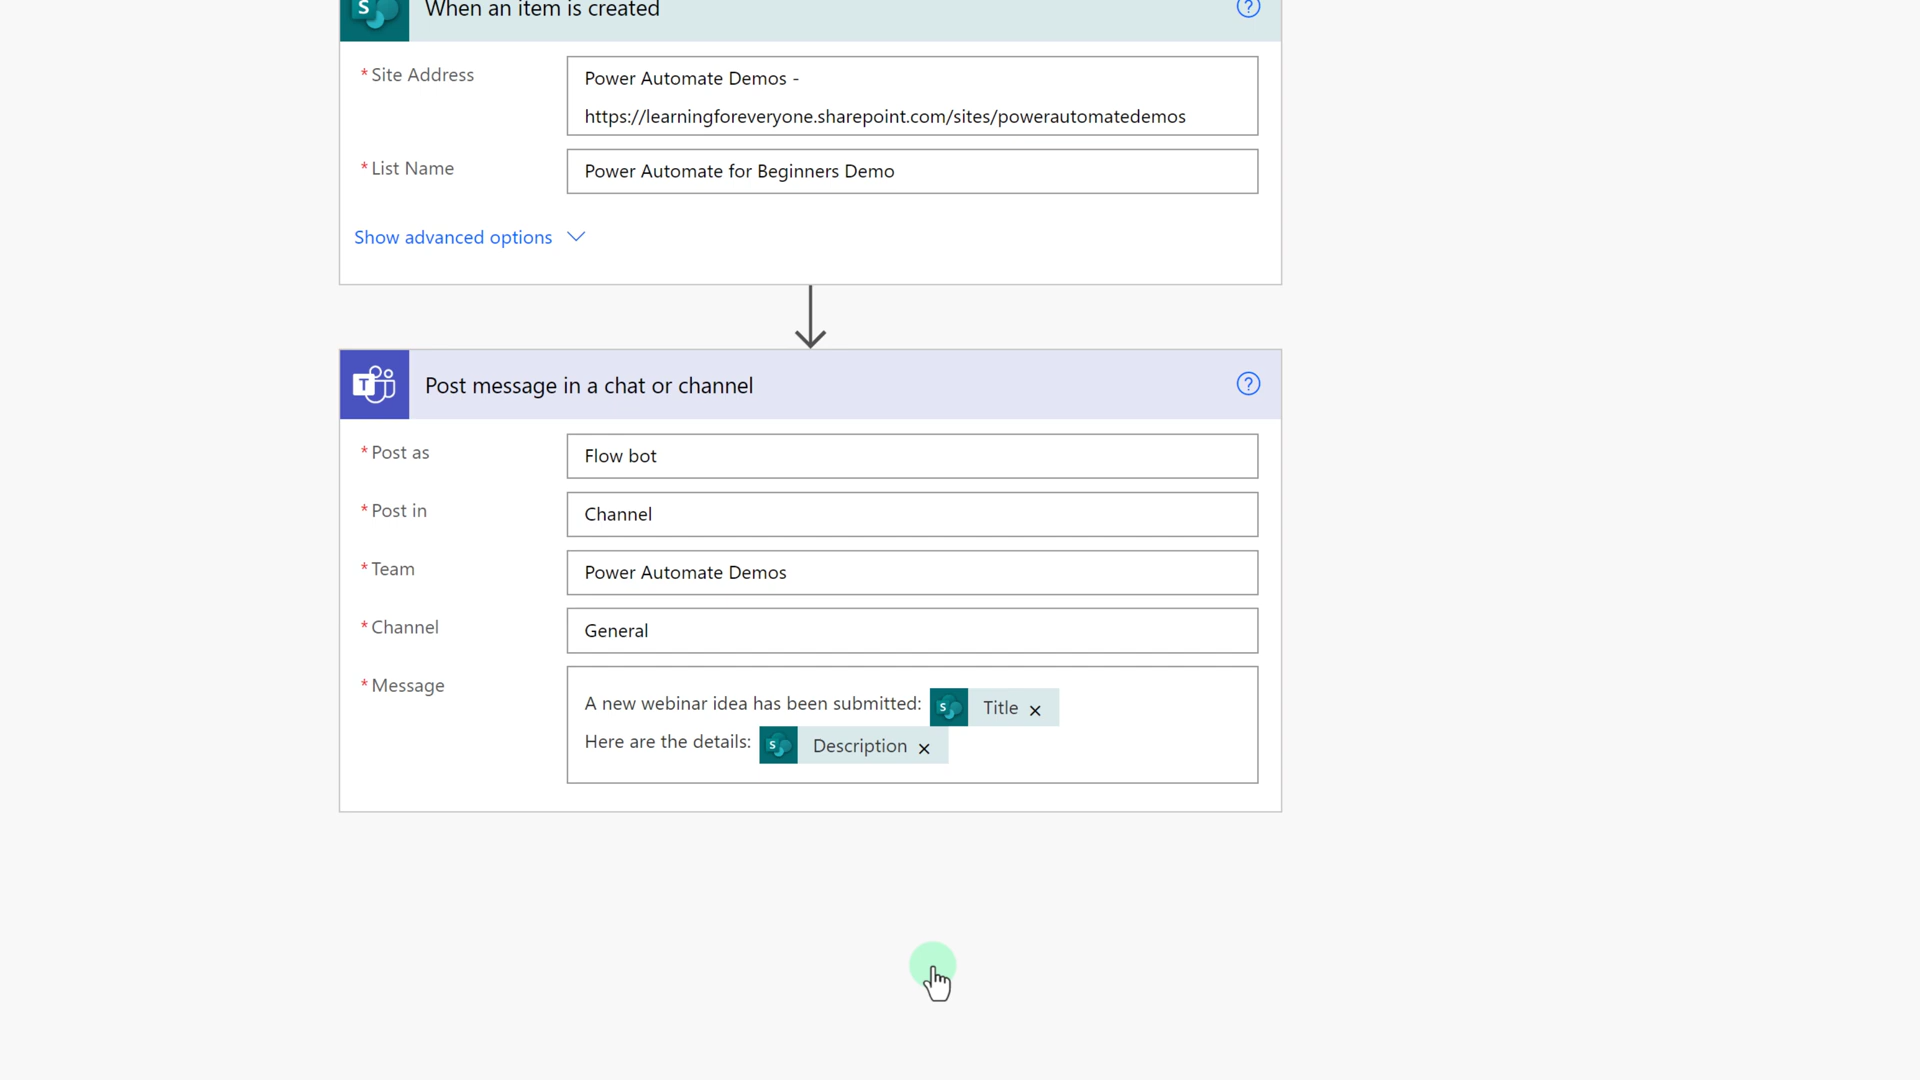 When an item is created
* Site Address
Power Automate Demos -
https://learningforeveryone.sharepoint.com/sites/powerautomatedemos
* List Name
Power Automate for Beginners Demo
Show advanced options
Post message in a chat or channel
* Post as
Flow bot
* Post in
Channel
* Team
Power Automate Demos
* Channel
General
* Message
A new webinar idea has been submitted: S Title ×
Here are the details: S Description ×